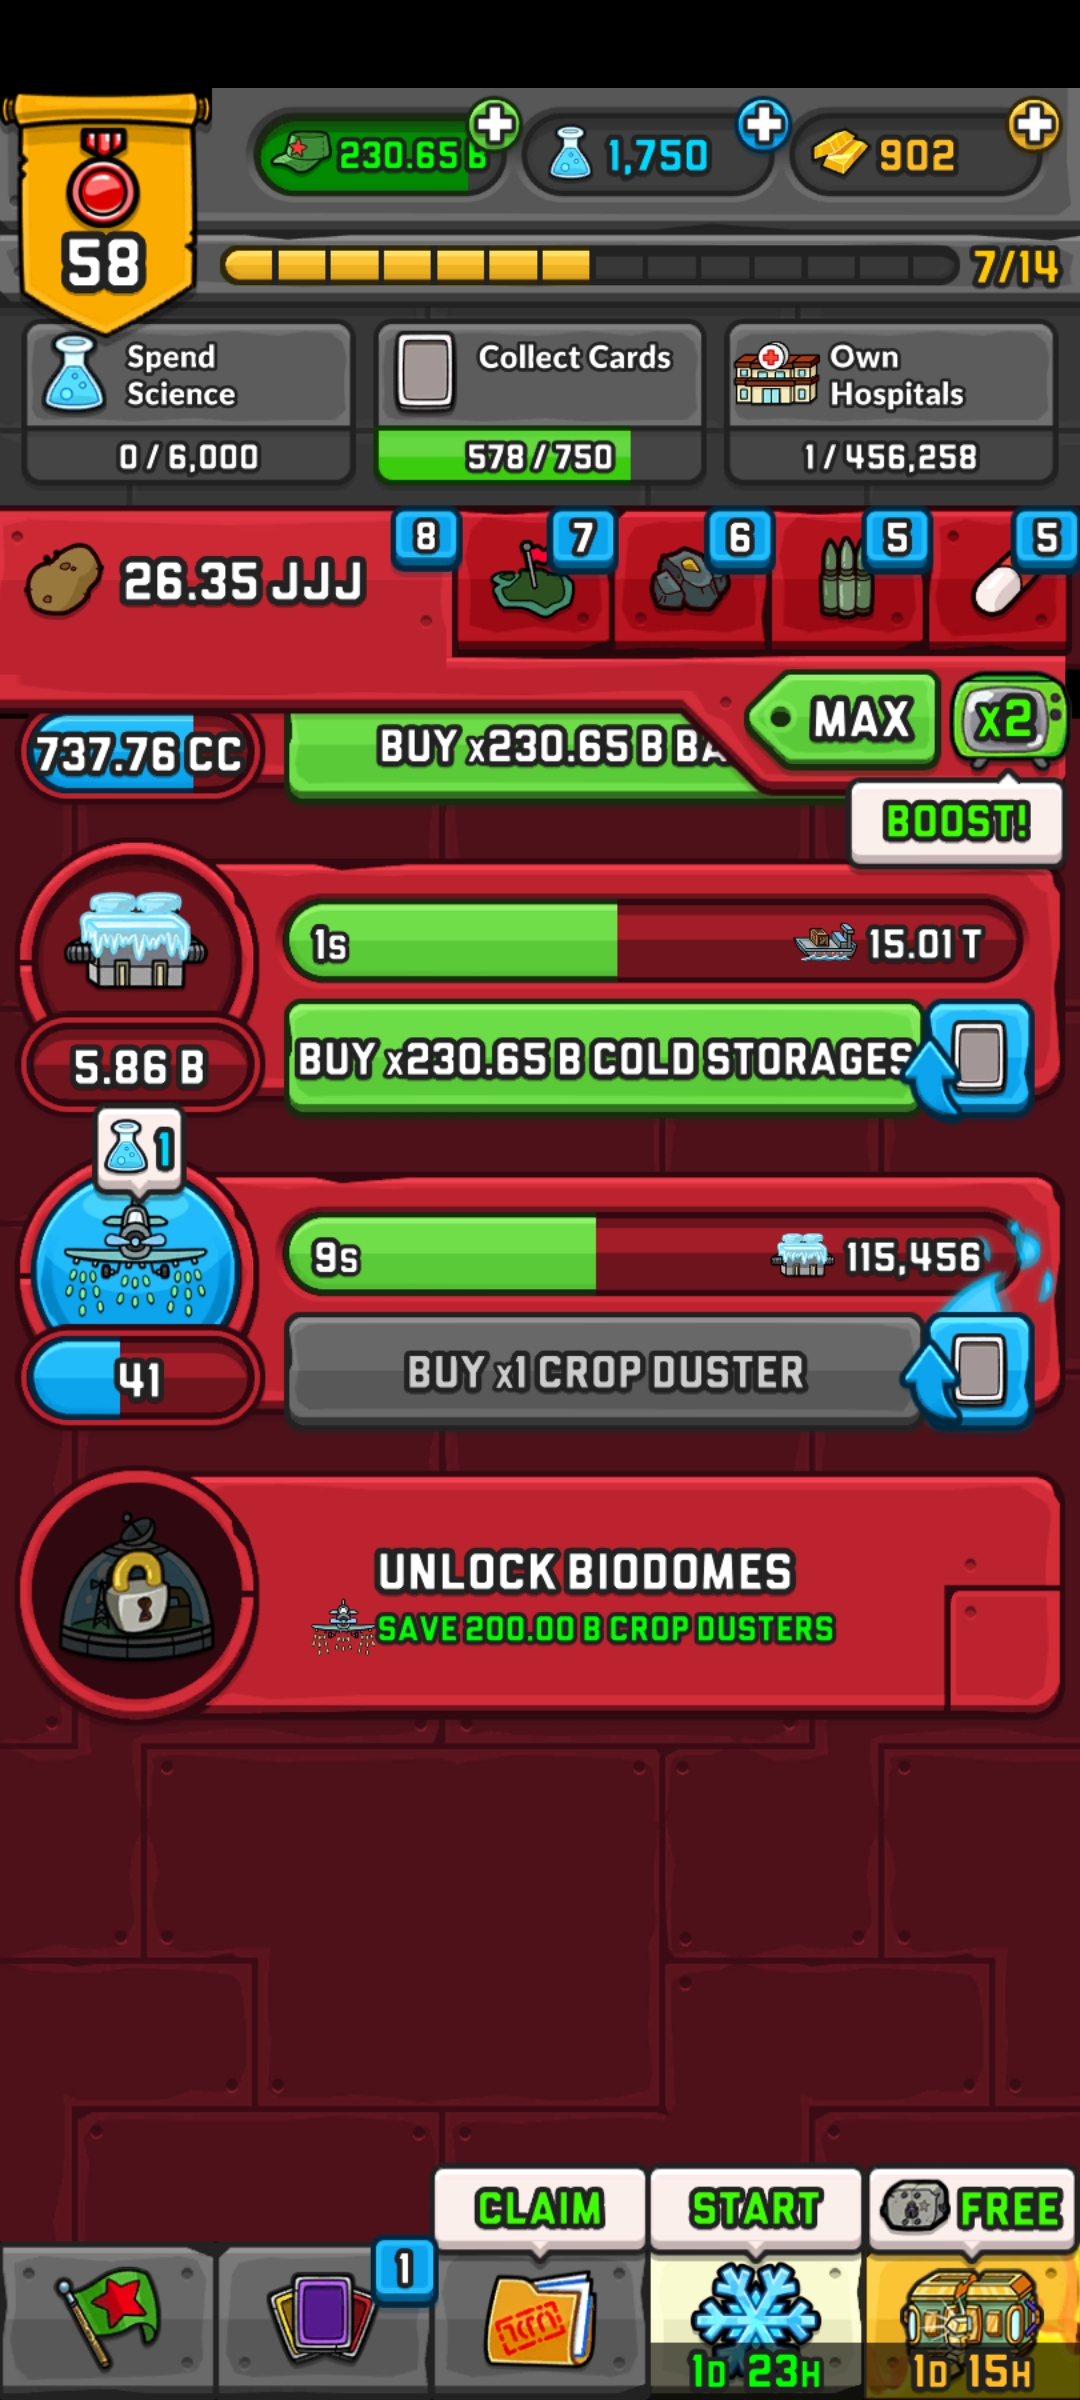 230.65 B
1,750
902
58
7/14
Spend
Science
Collect Cards
Own
Hospitals
0 / 6,000
578 / 750
1 / 456,258
26.35 JJJ
8
7
6
5
5
MAX
x2
BOOST!
737.76 CC
BUY x230.65 B BA
1s
15.01 T
5.86 B
BUY x230.65 B COLD STORAGES
1
9s
115,456
41
BUY x1 CROP DUSTER
UNLOCK BIODOMES
SAVE 200.00 B CROP DUSTERS
CLAIM
START
FREE
1
1D 23H
1D 15H